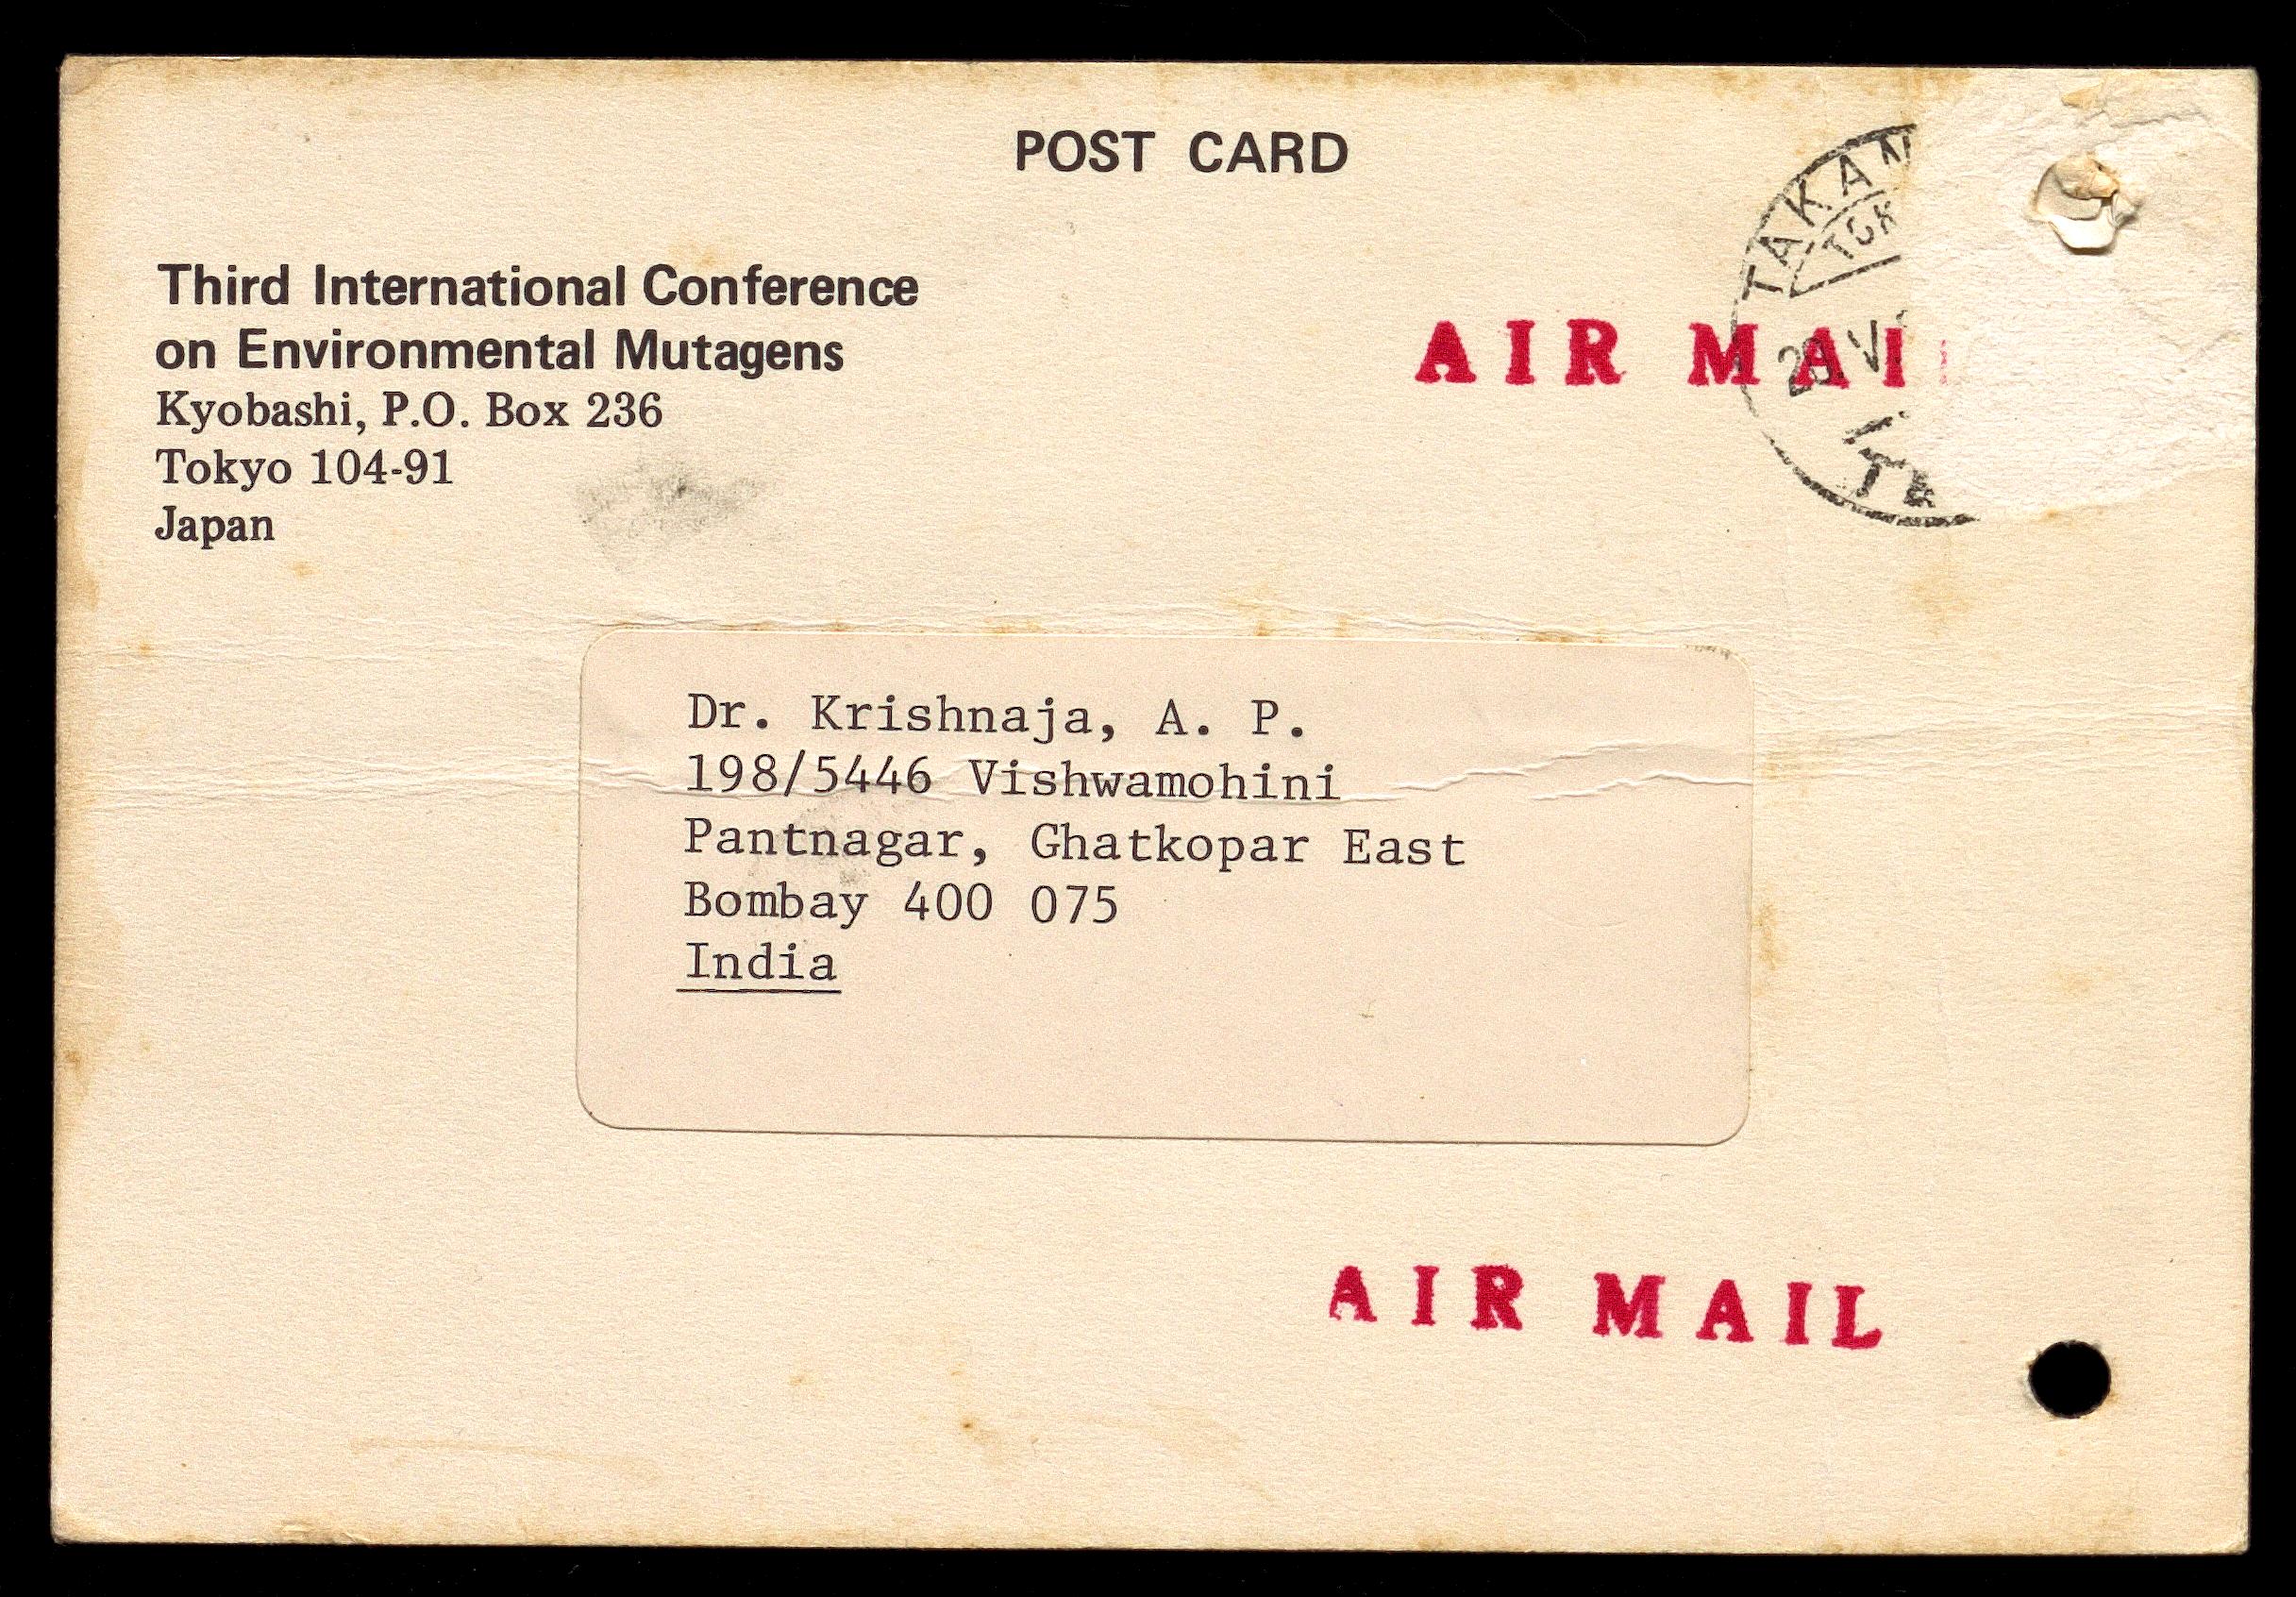 POST CARD
Third International Conference
on Environmental Mutagens
Kyobashi, P.O. Box 236
Tokyo 104-91
Japan
AIR MAI
Dr. Krishnaja, A. P.
198/5446 Vishwamohini
Pantnagar, Ghatkopar East
Bombay 400 075
India
AIR MAIL